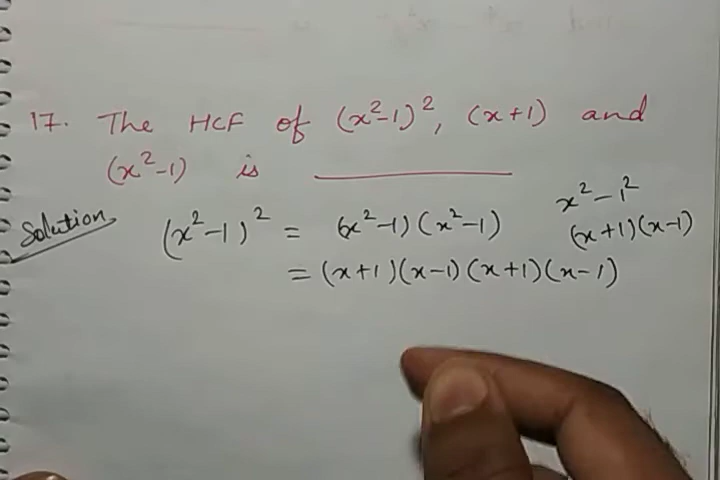 17. The HCF of (x²-1)², (x+1) and
(x²-1) is ________
Solution (x²-1)² = (x²-1)(x²-1)
= (x+1)(x-1)(x+1)(x-1)
x²-1²
(x+1)(x-1)